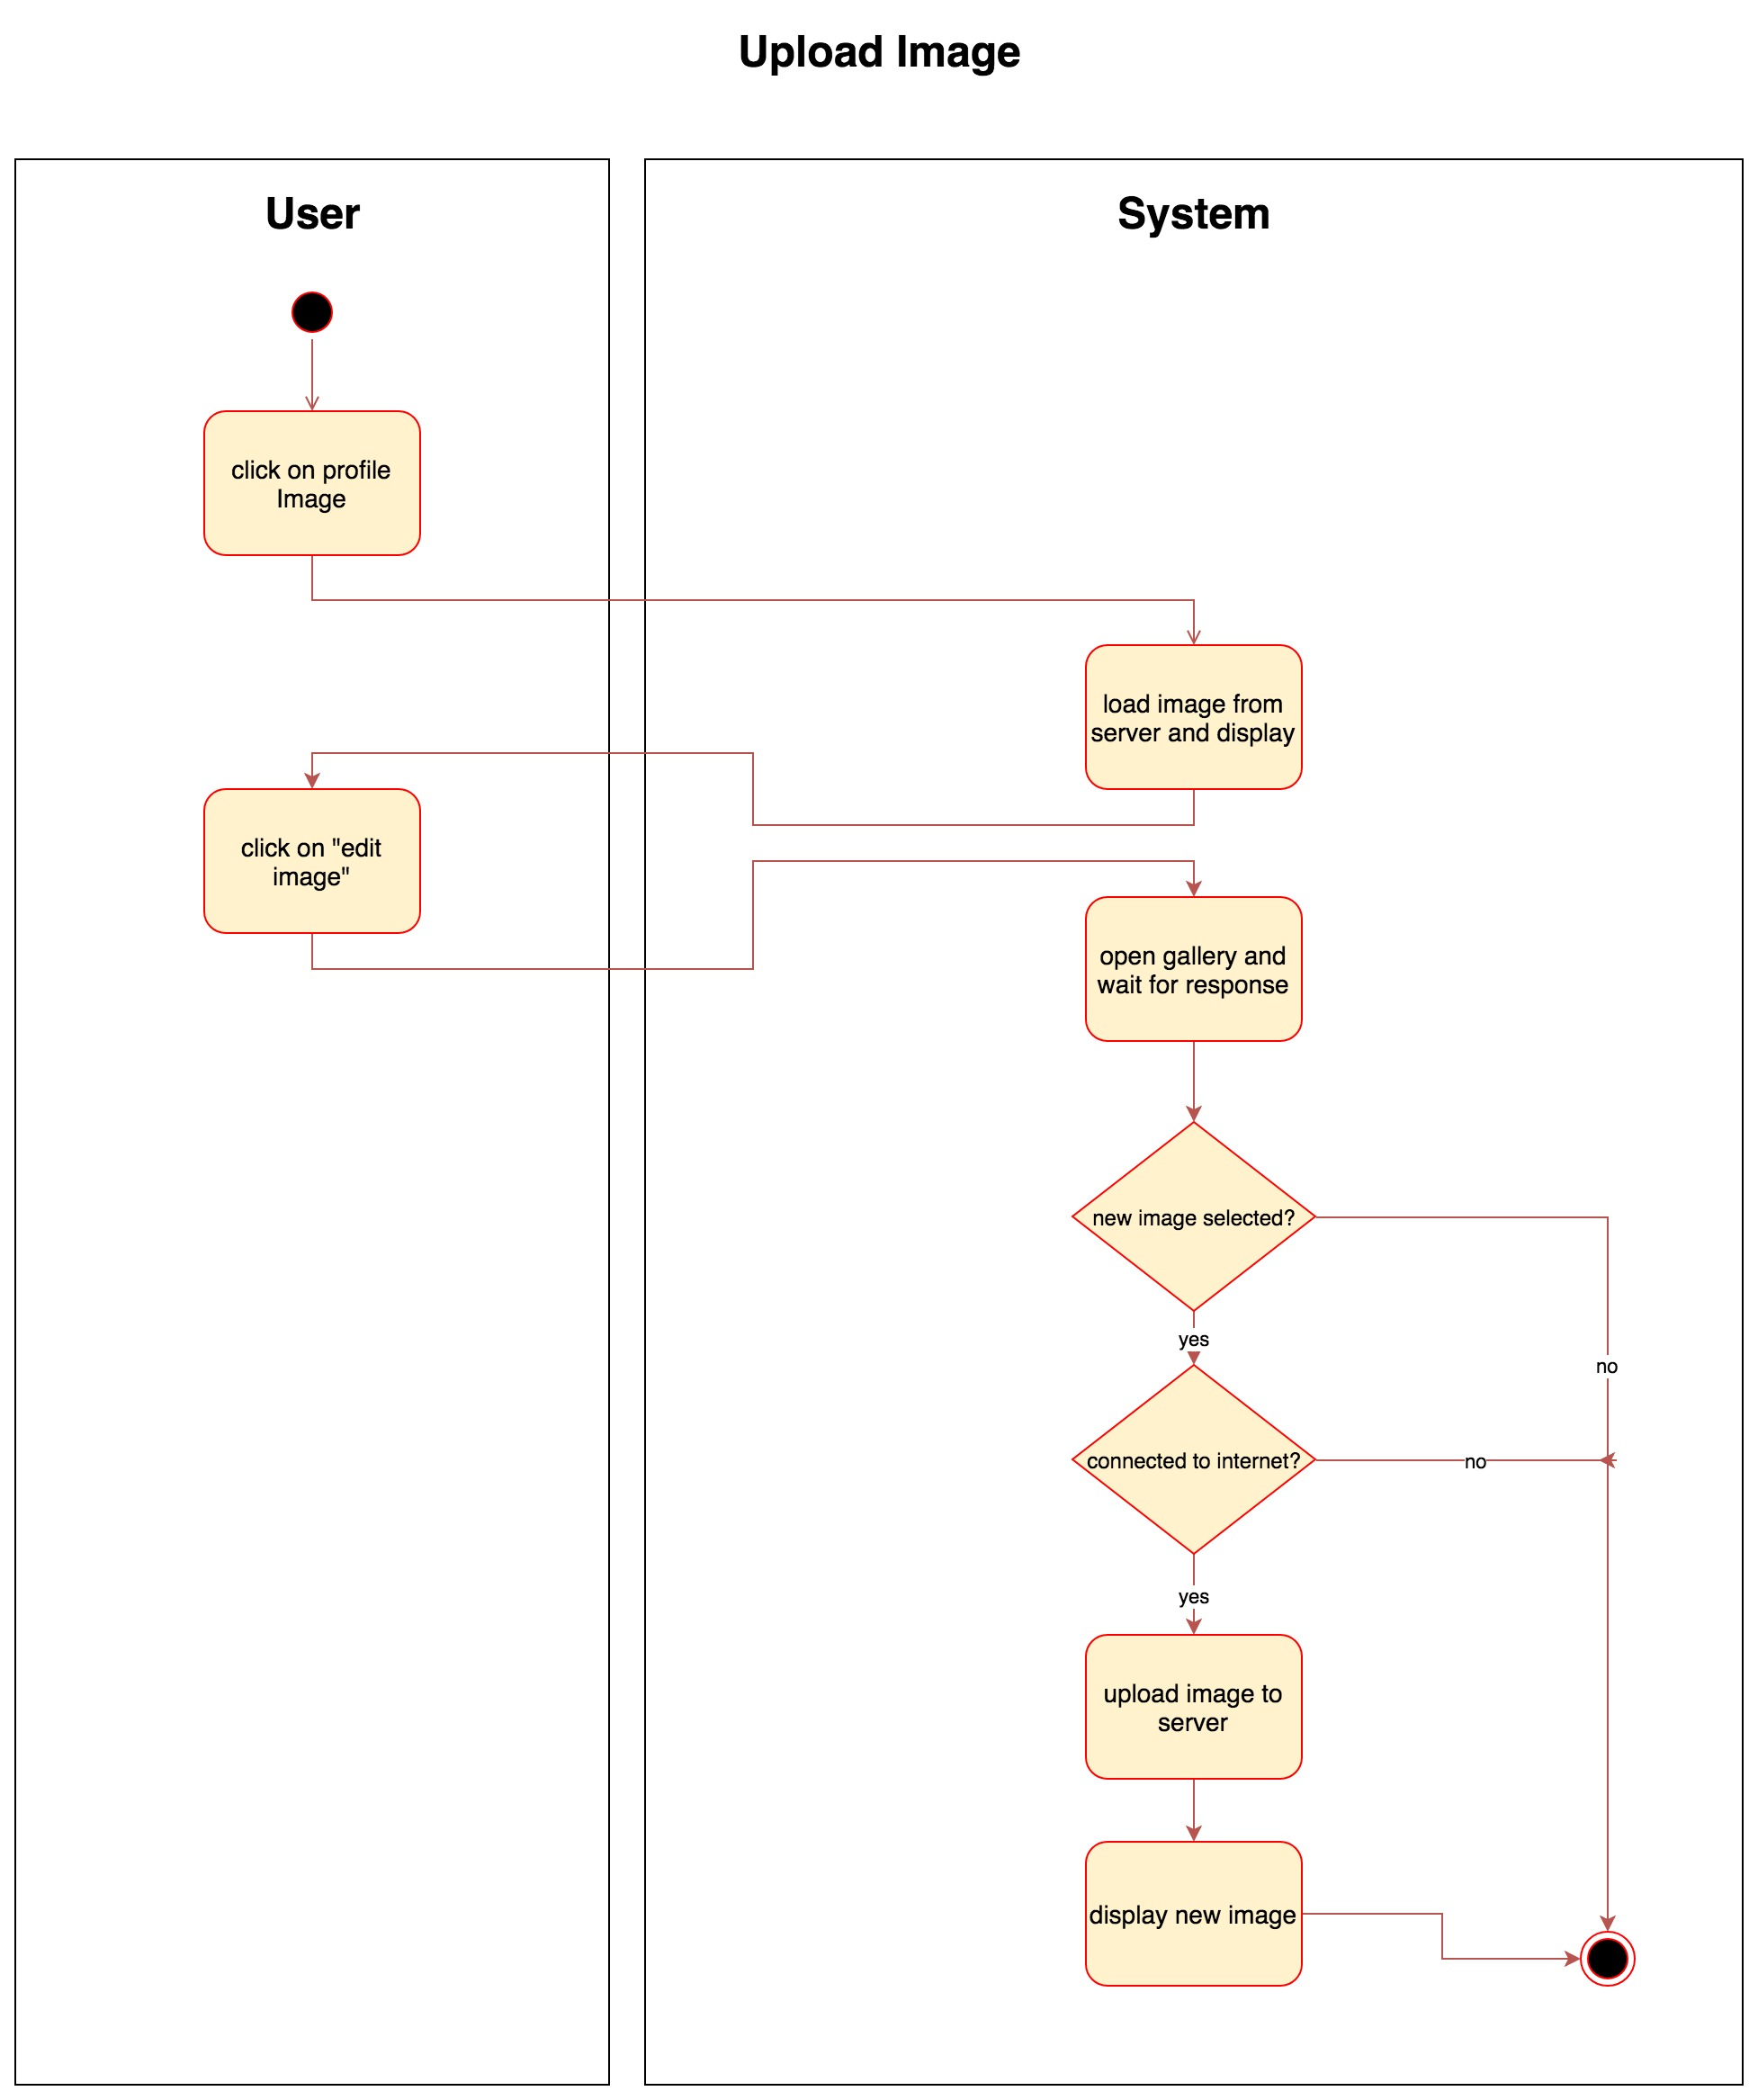 Upload Image
User
System
click on profile
Image
load image from
server and display
click on "edit
image"
open gallery and
wait for response
new image selected?
yes
no
connected to internet?
no
yes
upload image to
server
display new image